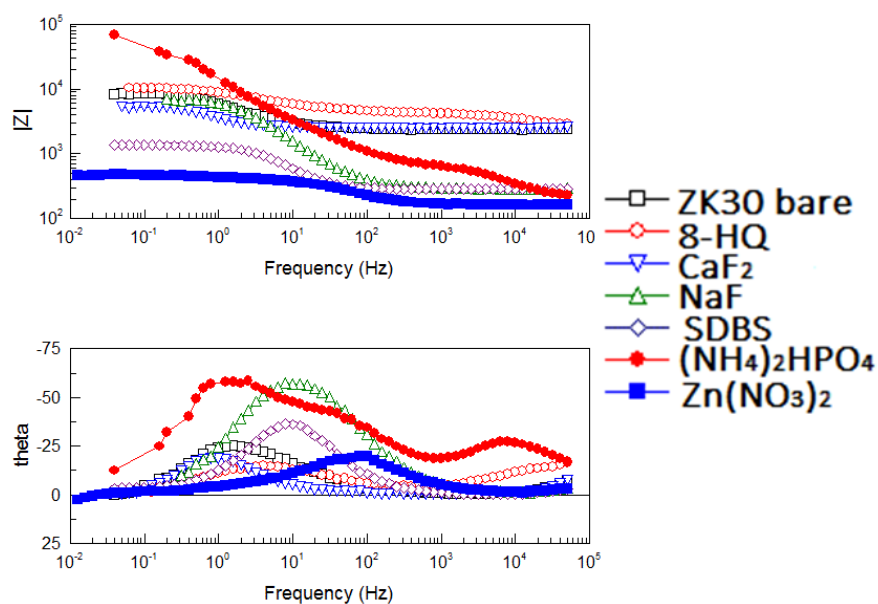 10⁵
10⁴
|Z|
10³
10²
10⁻² 10⁻¹ 10⁰ 10¹ 10² 10³ 10⁴ 10⁵
Frequency (Hz)
ZK30 bare
8-HQ
CaF₂
NaF
SDBS
(NH₄)₂HPO₄
Zn(NO₃)₂
-75
-50
theta
-25
0
25
10⁻² 10⁻¹ 10⁰ 10¹ 10² 10³ 10⁴ 10⁵
Frequency (Hz)